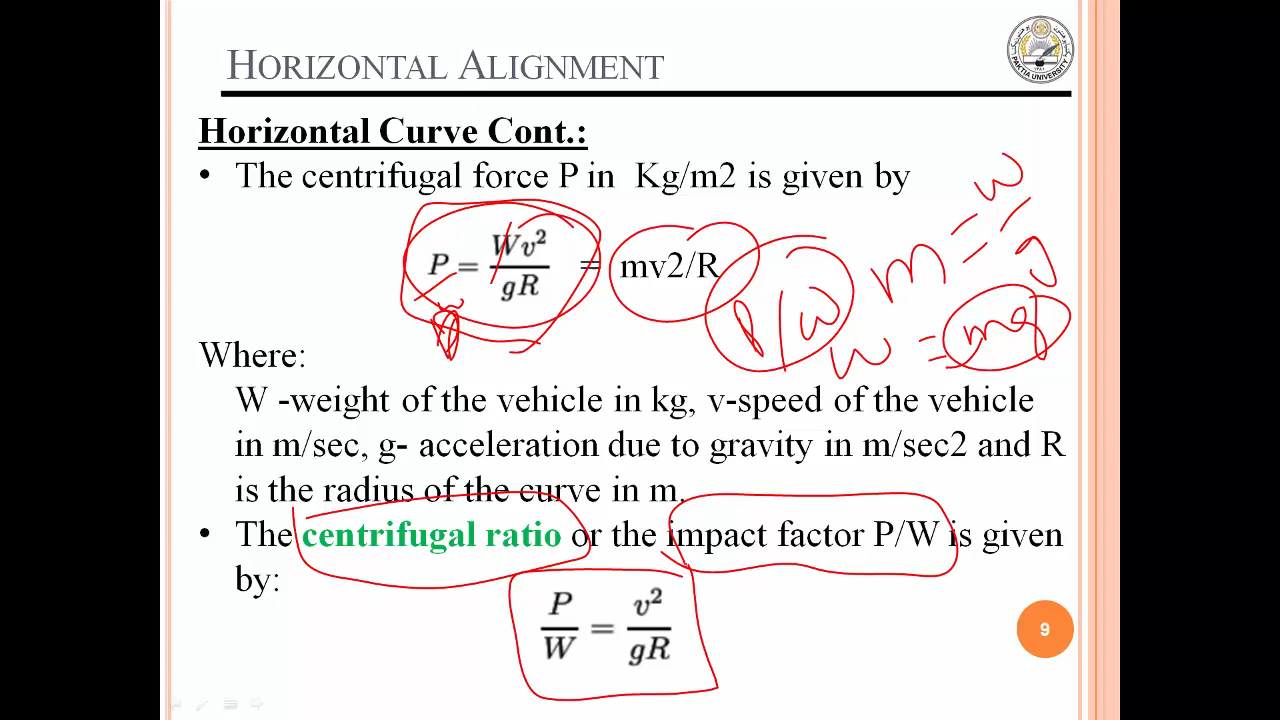 HORIZONTAL ALIGNMENT
PAKTIA UNIVERSITY
Horizontal Curve Cont.:
• The centrifugal force P in Kg/m2 is given by
P = Wv²/gR = mv2/R
m = w/g
P/W
W = mg
Where:
W -weight of the vehicle in kg, v-speed of the vehicle
in m/sec, g- acceleration due to gravity in m/sec2 and R
is the radius of the curve in m.
• The centrifugal ratio or the impact factor P/W is given
by:
P/W = v²/gR
9